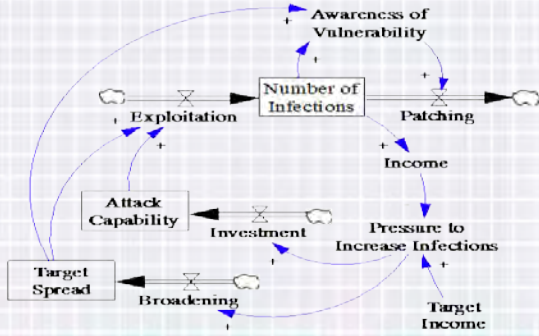 Awareness of
Vulnerability
+
+
+
Number of
Infections
Exploitation
Patching
+
+
+
Income
Attack
Capability
Investment
Pressure to
Increase Infections
+
+
Target
Spread
Broadening
+
Target
Income